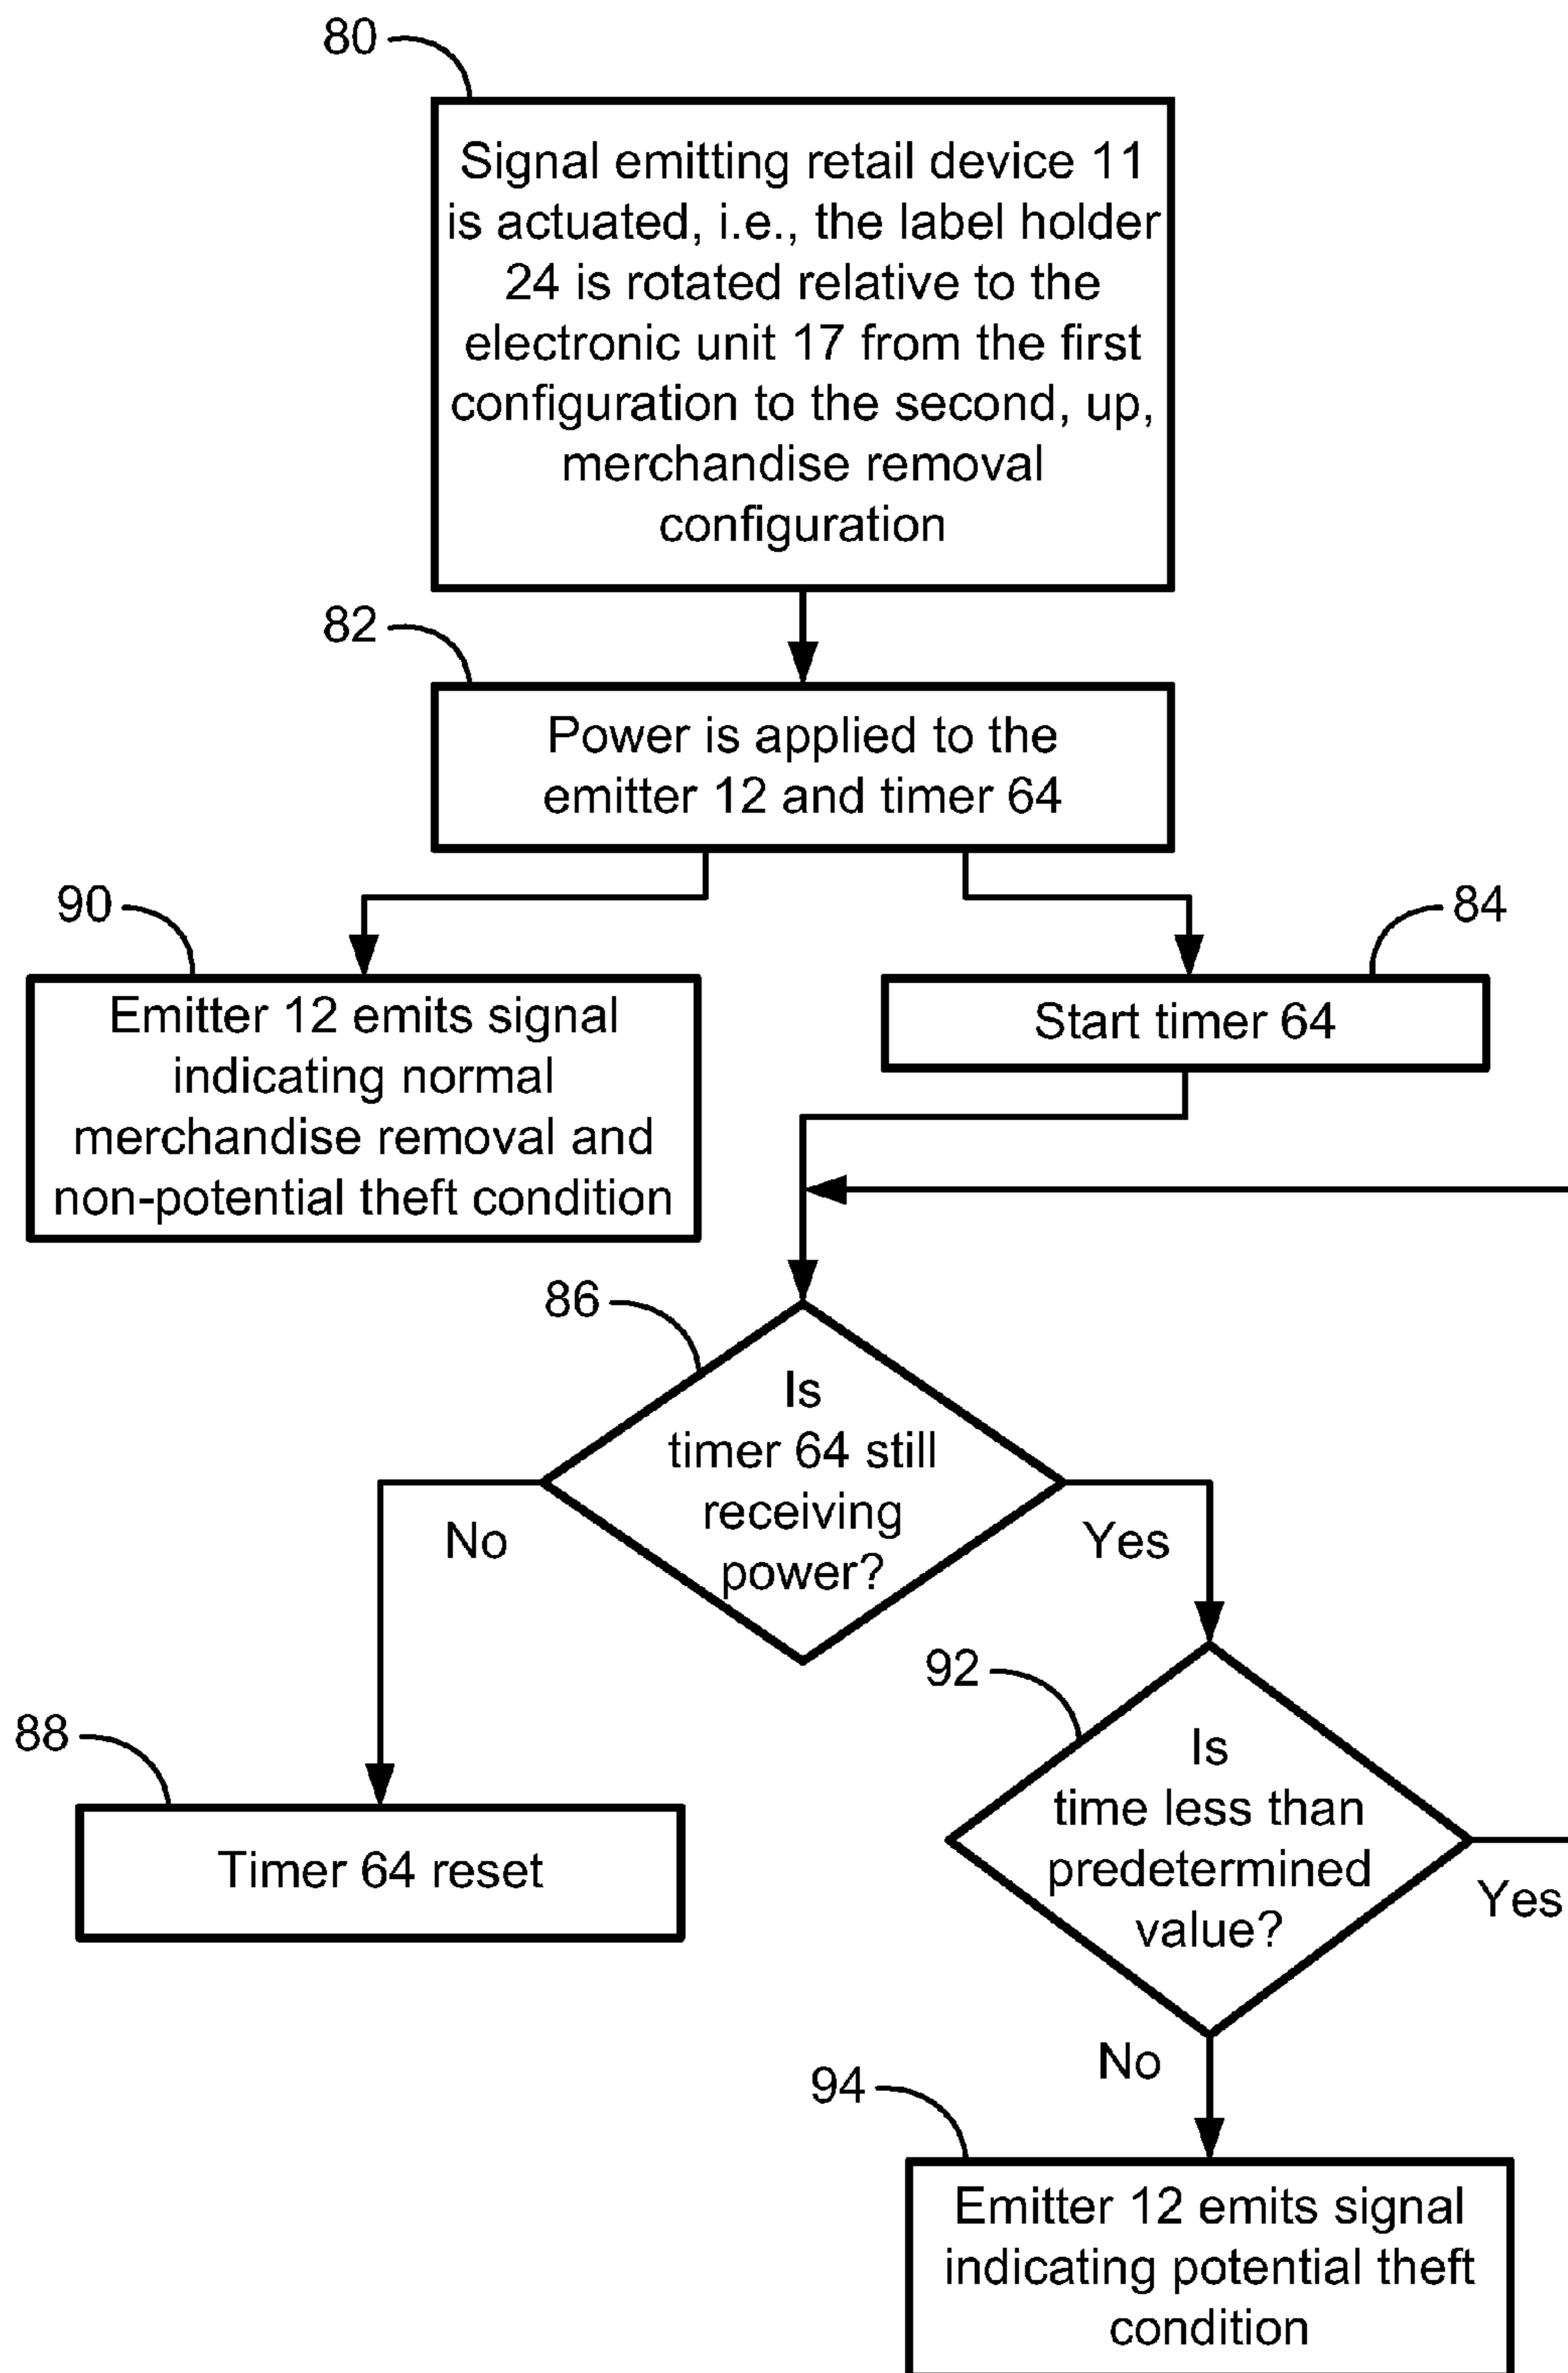 80
Signal emitting retail device 11
is actuated, i.e., the label holder
24 is rotated relative to the
electronic unit 17 from the first
configuration to the second, up,
merchandise removal
configuration
82
Power is applied to the
emitter 12 and timer 64
90
84
Emitter 12 emits signal
indicating normal
merchandise removal and
non-potential theft condition
Start timer 64
86
Is
timer 64 still
receiving
power?
No
Yes
92
88
Is
time less than
predetermined
value?
Timer 64 reset
Yes
No
94
Emitter 12 emits signal
indicating potential theft
condition